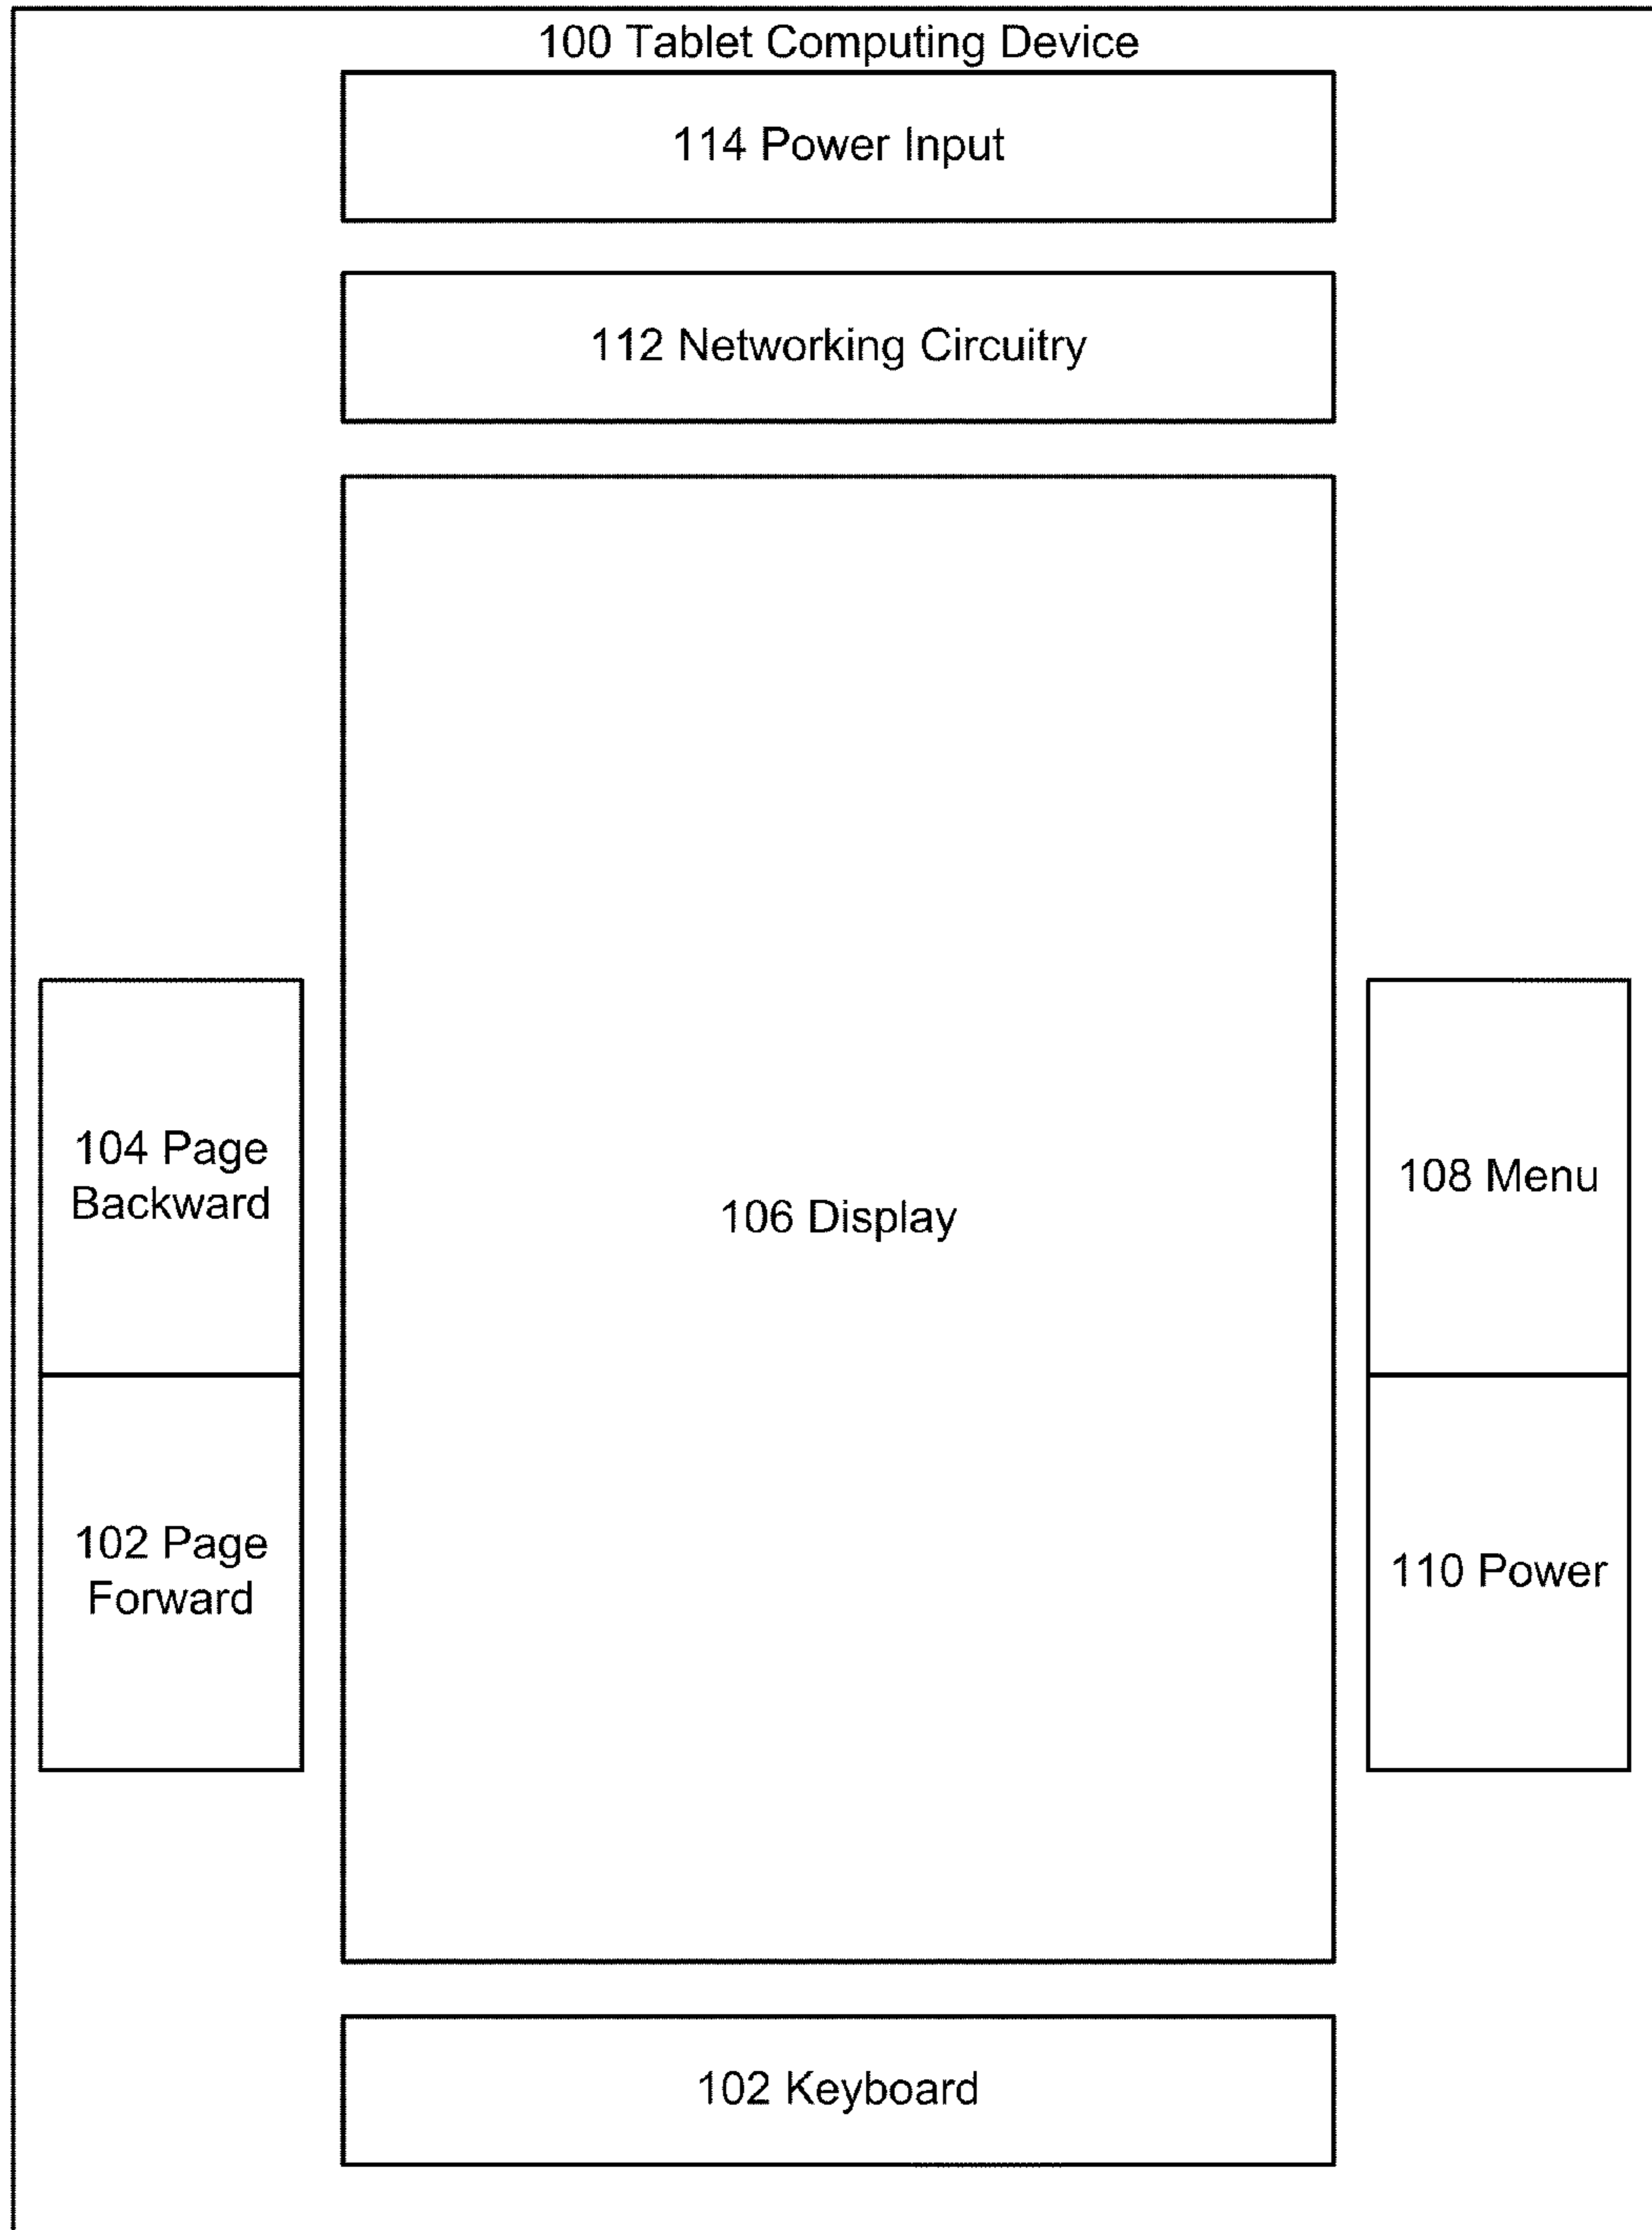 100 Tablet Computing Device
114 Power Input
112 Networking Circuitry
104 Page
Backward
106 Display
108 Menu
102 Page
Forward
110 Power
102 Keyboard